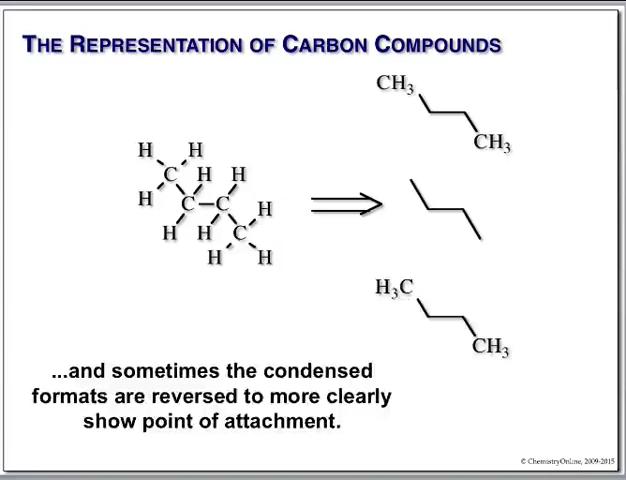 THE REPRESENTATION OF CARBON COMPOUNDS
CH3
CH3
H H
C H H
H C C H
H H C
H H
H3C
CH3
...and sometimes the condensed
formats are reversed to more clearly
show point of attachment.
© ChemistryOnline, 2009-2015